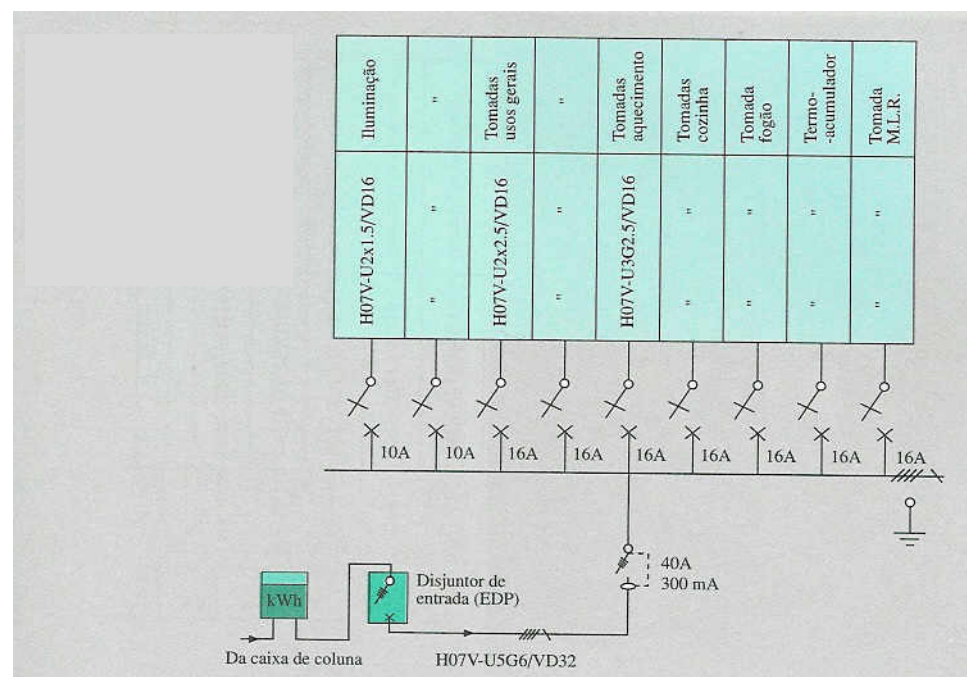 Iluminação
"
Tomadas
usos gerais
"
Tomadas
aquecimento
Tomadas
cozinha
Tomada
fogão
Termo-
-acumulador
Tomada
M.L.R.
H07V-U2x1.5/VD16
"
"
H07V-U2x2.5/VD16
"
"
H07V-U3G2.5/VD16
"
"
"
"
"
"
"
"
10A
10A
16A
16A
16A
16A
16A
16A
16A
40A
300 mA
kWh
Disjuntor de
entrada (EDP)
Da caixa de coluna
H07V-U5G6/VD32